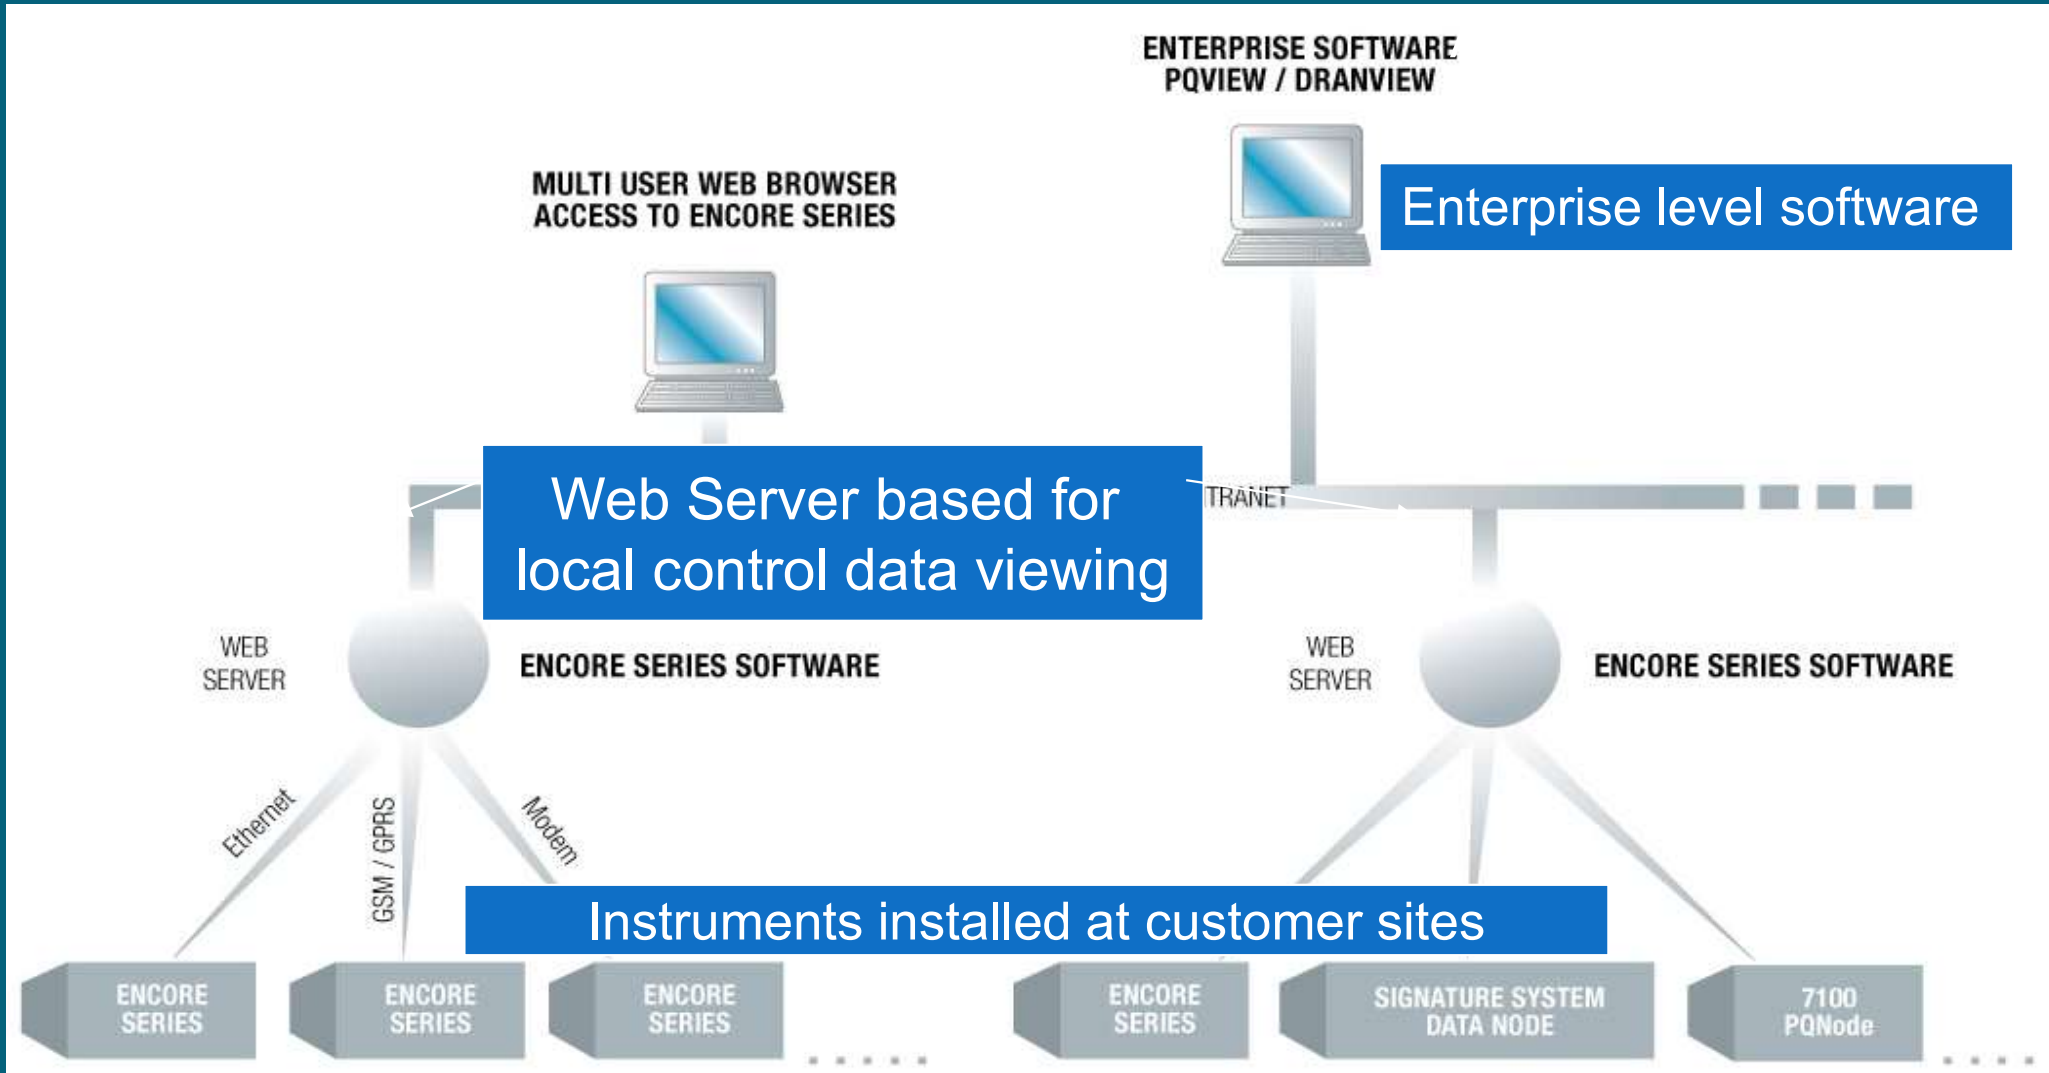 ENTERPRISE SOFTWARE
PQVIEW / DRANVIEW
Enterprise level software
MULTI USER WEB BROWSER
ACCESS TO ENCORE SERIES
Web Server based for
local control data viewing
TRANET
WEB
SERVER
ENCORE SERIES SOFTWARE
WEB
SERVER
ENCORE SERIES SOFTWARE
Ethernet
GSM / GPRS
Modem
Instruments installed at customer sites
ENCORE
SERIES
ENCORE
SERIES
ENCORE
SERIES
ENCORE
SERIES
SIGNATURE SYSTEM
DATA NODE
7100
PQNode